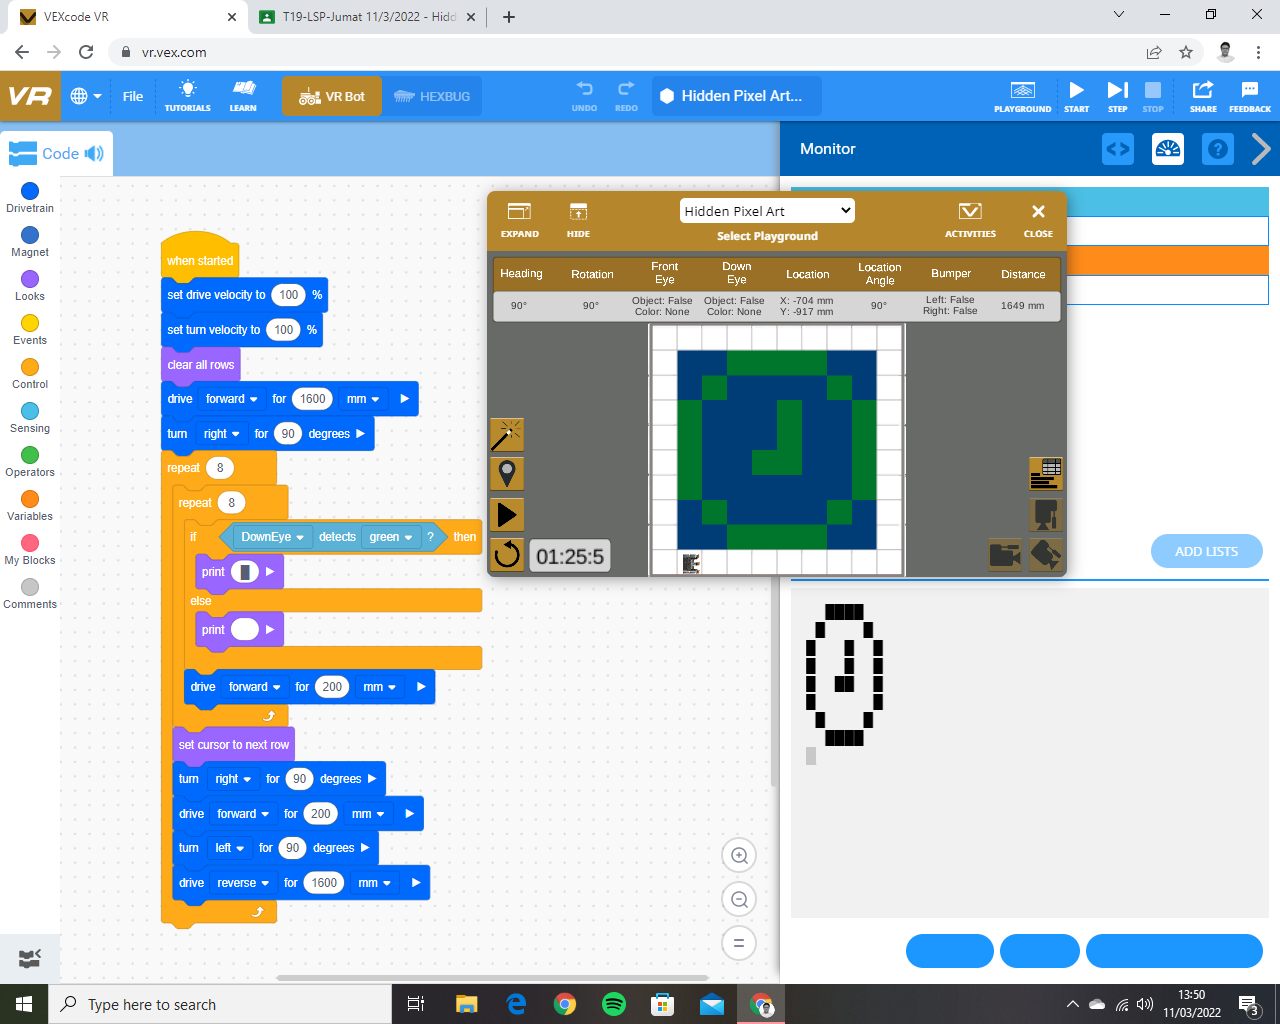 VEXcode VR
T19-LSP-Jumat 11/3/2022 - Hidd
vr.vex.com
VR
File
TUTORIALS
LEARN
VR Bot
HEXBUG
UNDO
REDO
Hidden Pixel Art...
PLAYGROUND
START
STEP
STOP
SHARE
FEEDBACK
Code
Monitor
Drivetrain
Magnet
Looks
Events
Control
Sensing
Operators
Variables
My Blocks
Comments
when started
set drive velocity to 100 %
set turn velocity to 100 %
clear all rows
drive forward for 1600 mm
turn right for 90 degrees
repeat 8
repeat 8
if DownEye detects green ? then
print
else
print
drive forward for 200 mm
set cursor to next row
turn right for 90 degrees
drive forward for 200 mm
turn left for 90 degrees
drive reverse for 1600 mm
EXPAND
HIDE
Hidden Pixel Art
Select Playground
ACTIVITIES
CLOSE
Heading
Rotation
Front Eye
Down Eye
Location
Location Angle
Bumper
Distance
90°
90°
Object: False
Color: None
Object: False
Color: None
X: -704 mm
Y: -917 mm
90°
Left: False
Right: False
1649 mm
01:25:5
ADD LISTS
Type here to search
13:50
11/03/2022
3